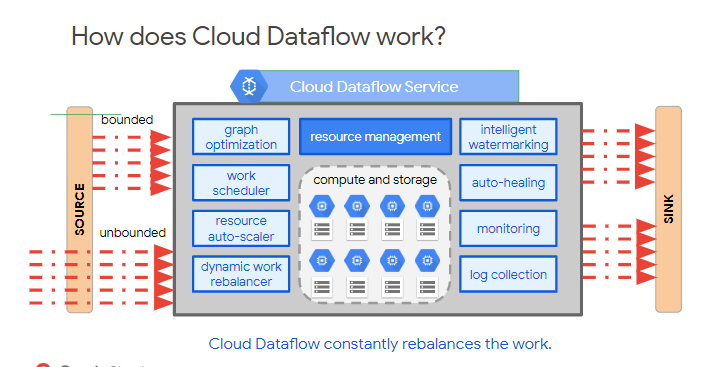 How does Cloud Dataflow work?
Cloud Dataflow Service
SOURCE
bounded
unbounded
graph
optimization
work
scheduler
resource
auto-scaler
dynamic work
rebalancer
resource management
compute and storage
intelligent
watermarking
auto-healing
monitoring
log collection
SINK
Cloud Dataflow constantly rebalances the work.